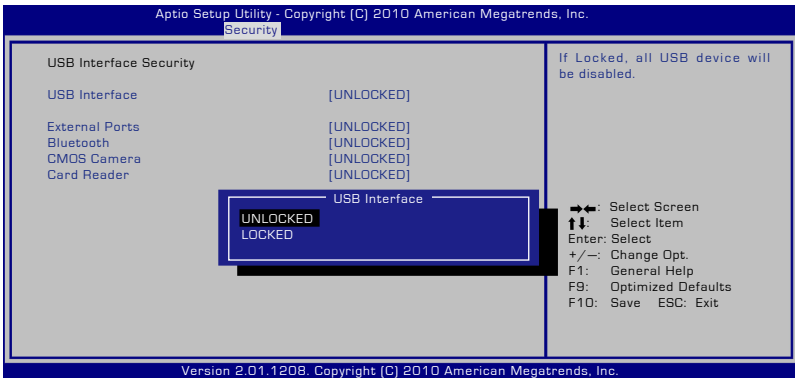 Aptio Setup Utility - Copyright (C) 2010 American Megatrends, Inc.
Security
USB Interface Security
USB Interface [UNLOCKED]
External Ports [UNLOCKED]
Bluetooth [UNLOCKED]
CMOS Camera [UNLOCKED]
Card Reader [UNLOCKED]
USB Interface
UNLOCKED
LOCKED
If Locked, all USB device will
be disabled.
→←: Select Screen
↑↓: Select Item
Enter: Select
+/—: Change Opt.
F1: General Help
F9: Optimized Defaults
F10: Save ESC: Exit
Version 2.01.1208. Copyright (C) 2010 American Megatrends, Inc.